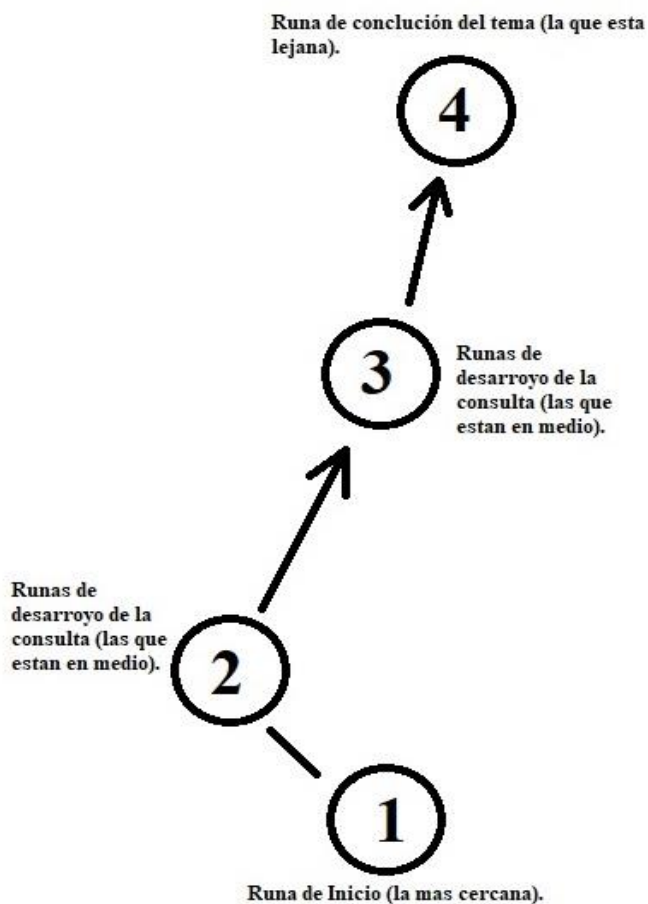 Runa de conclución del tema (la que esta
lejana).
4
3
Runas de
desarroyo de la
consulta (las que
estan en medio).
Runas de
desarroyo de la
consulta (las que
estan en medio).
2
1
Runa de Inicio (la mas cercana).